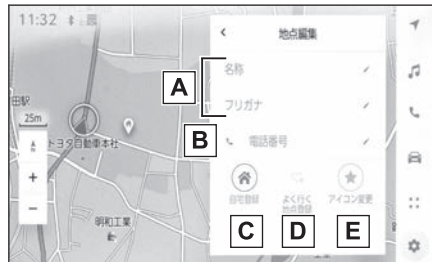 11:32
地点編集
名称
A
フリガナ
田駅
25m
B
電話番号
トヨタ自動車本社
N
+
自宅登録
よく行く
地点登録
アイコン変更
−
明和工業
C
D
E